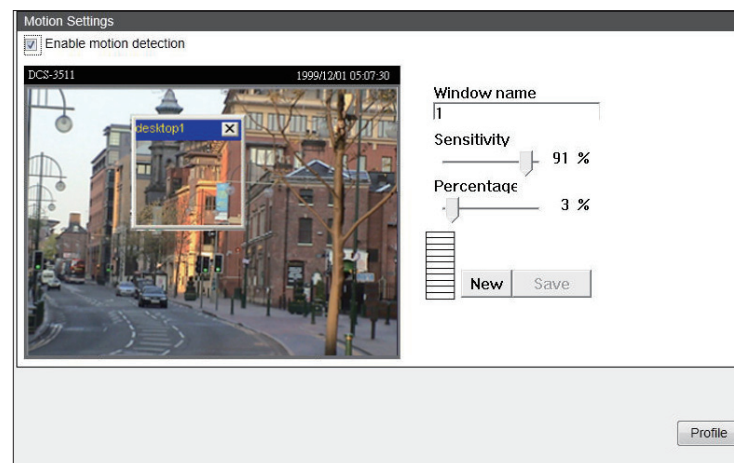 Motion Settings
Enable motion detection
DCS-3511 1999/12/01 05:07:30
desktop1
Window name
1
Sensitivity
91 %
Percentage
3 %
New Save
Profile